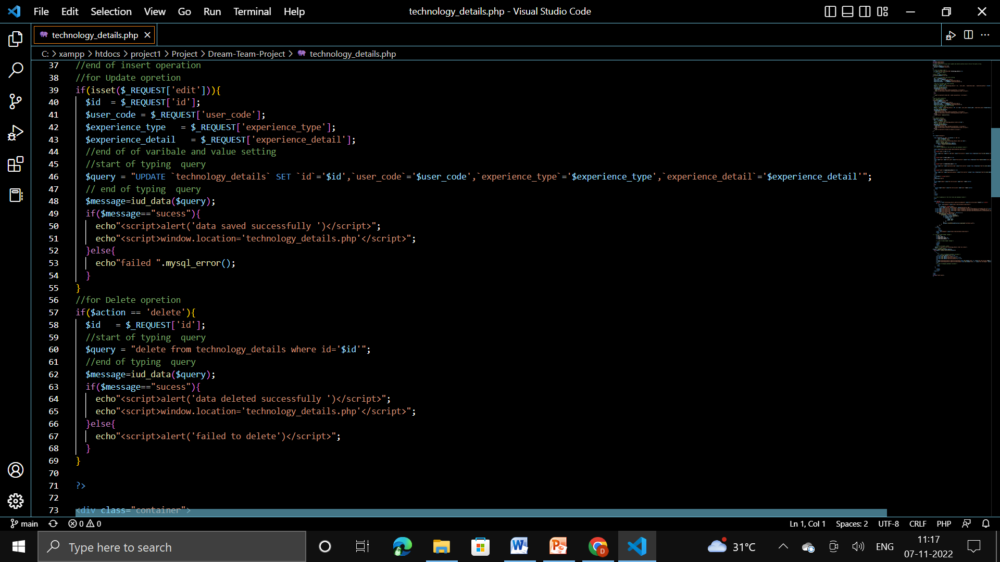 File Edit Selection View Go Run Terminal Help technology_details.php - Visual Studio Code
technology_details.php
C: > xampp > htdocs > project1 > Project > Dream-Team-Project > technology_details.php
37 //end of insert operation
38 //for Update opretion
39 if(isset($_REQUEST['edit'])){
40 $id  = $_REQUEST['id'];
41 $user_code = $_REQUEST['user_code'];
42 $experience_type   = $_REQUEST['experience_type'];
43 $experience_detail   = $_REQUEST['experience_detail'];
44 //end of of varibale and value setting
45 //start of typing  query
46 $query = "UPDATE `technology_details` SET `id`='$id',`user_code`='$user_code',`experience_type`='$experience_type',`experience_detail`='$experience_detail'";
47 // end of typing  query
48 $message=iud_data($query);
49 if($message=="sucess"){
50 echo"<script>alert('data saved successfully ')</script>";
51 echo"<script>window.location='technology_details.php'</script>";
52 }else{
53 echo"failed ".mysql_error();
54 }
55 }
56 //for Delete opretion
57 if($action == 'delete'){
58 $id   = $_REQUEST['id'];
59 //start of typing  query
60 $query = "delete from technology_details where id='$id'";
61 //end of typing  query
62 $message=iud_data($query);
63 if($message=="sucess"){
64 echo"<script>alert('data deleted successfully ')</script>";
65 echo"<script>window.location='technology_details.php'</script>";
66 }else{
67 echo"<script>alert('failed to delete')</script>";
68 }
69 }
70
71 ?>
72
73 <div class="container">
main 0 0 Ln 1, Col 1 Spaces: 2 UTF-8 CRLF PHP
Type here to search 31°C ENG 11:17
07-11-2022